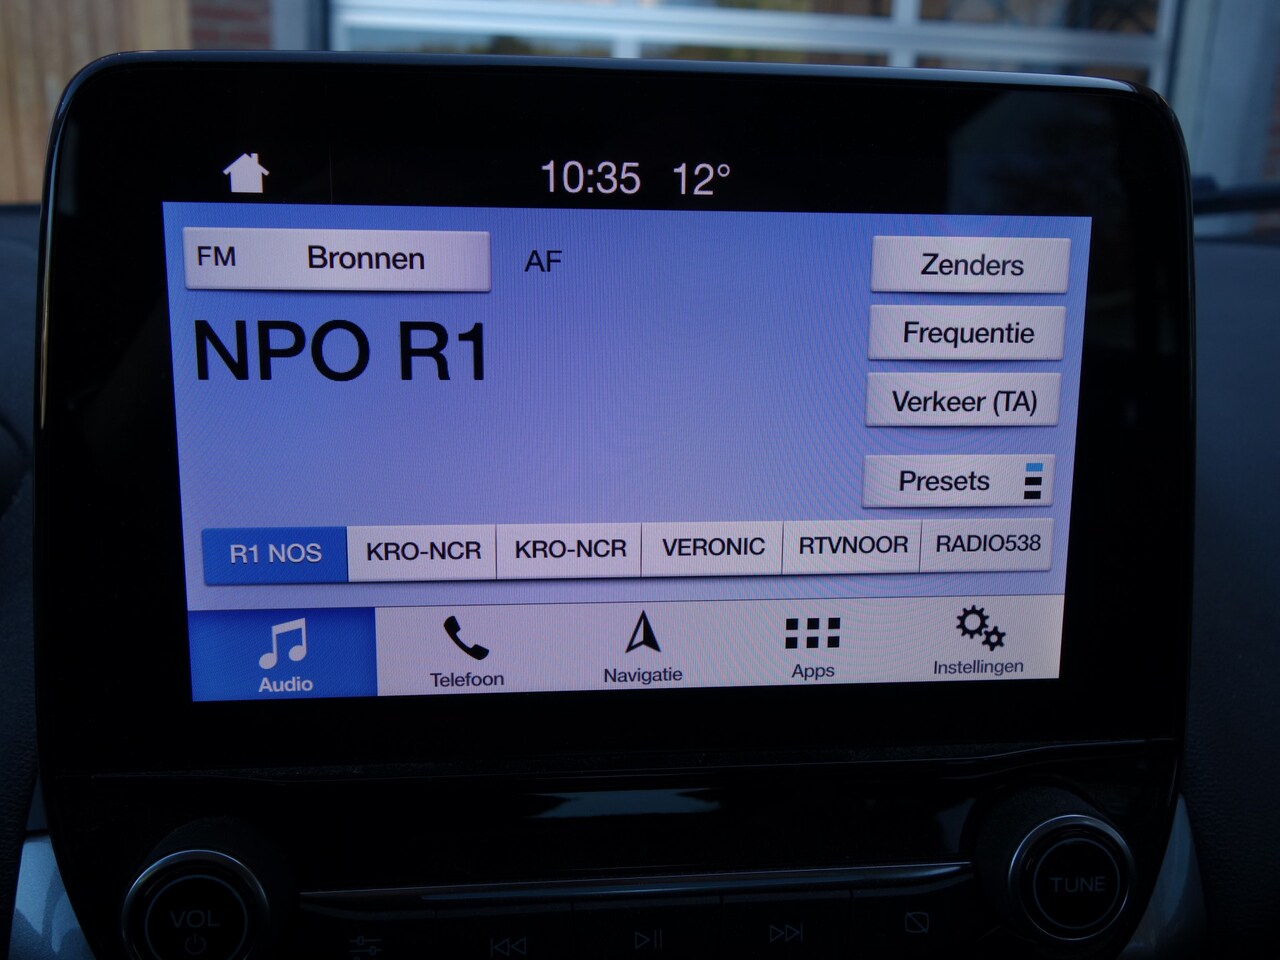 10:35 12°
FM Bronnen AF
Zenders
NPO R1
Frequentie
Verkeer (TA)
Presets
R1 NOS KRO-NCR KRO-NCR VERONIC RTVNOOR RADIO538
Audio Telefoon Navigatie Apps Instellingen
VOL TUNE